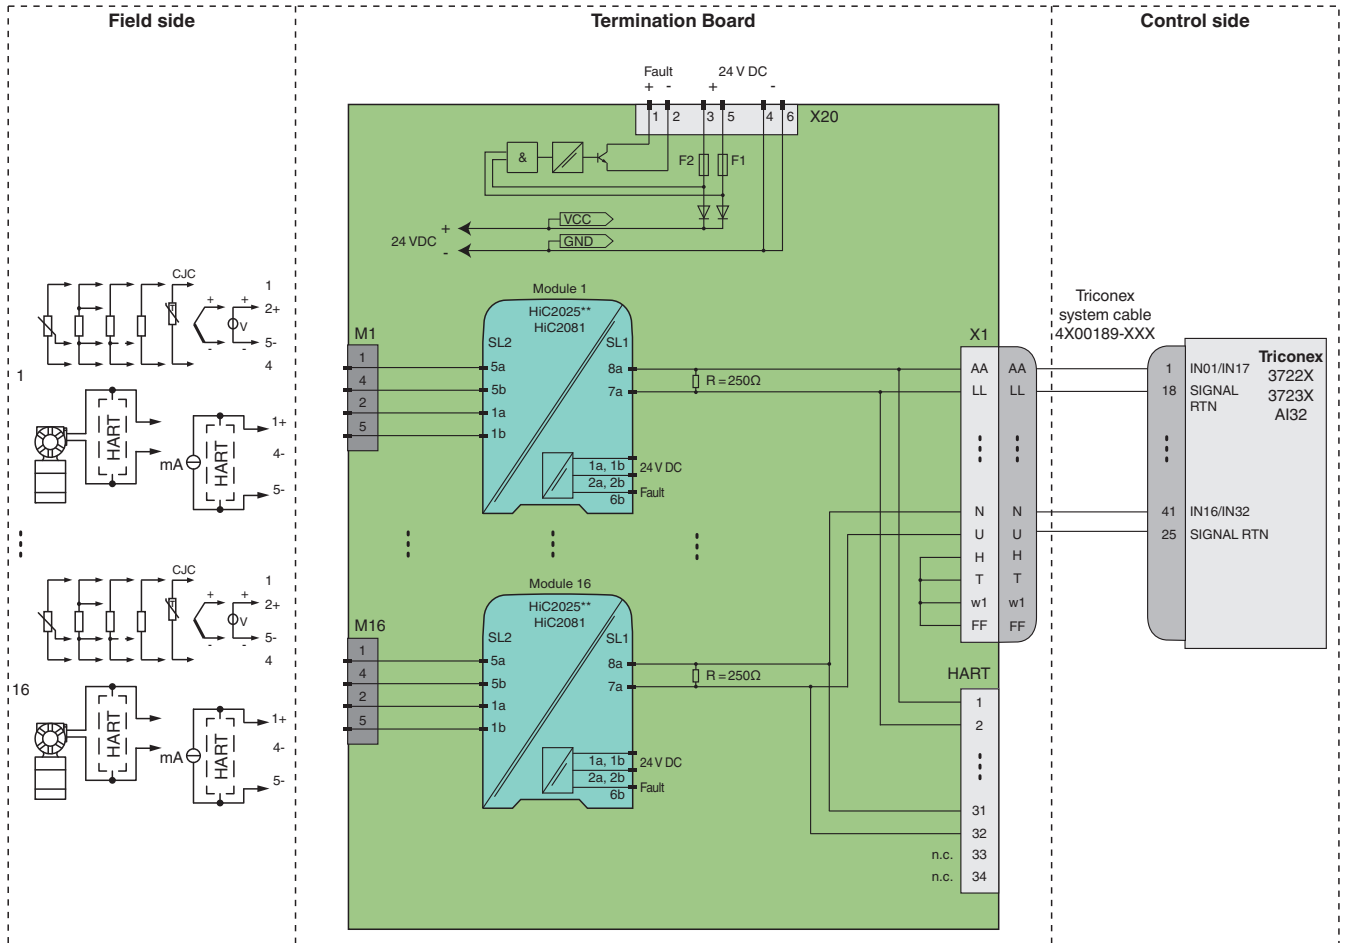 Field side
Termination Board
Control side
Fault
24 V DC
+ - + -
1 2 3 5 4 6
X20
&
F2
F1
VCC
+
24 VDC
-
GND
CJC
1
+ +
2+
V
- -
5-
4
1
HART
mA
HART
1+
4-
5-
CJC
1
+ +
2+
V
- -
5-
4
16
HART
mA
HART
1+
4-
5-
M1
1
4
2
5
Module 1
HiC2025**
HiC2081
SL2
SL1
5a
5b
1a
1b
8a
7a
1a, 1b
2a, 2b
6b
24 V DC
Fault
R = 250Ω
M16
1
4
2
5
Module 16
HiC2025**
HiC2081
SL2
SL1
5a
5b
1a
1b
8a
7a
1a, 1b
2a, 2b
6b
24 V DC
Fault
R = 250Ω
X1
AA AA
LL LL
N N
U U
H H
T T
w1 w1
FF FF
HART
1
2
31
32
n.c. 33
n.c. 34
Triconex
system cable
4X00189-XXX
1 IN01/IN17
18 SIGNAL
RTN
41 IN16/IN32
25 SIGNAL RTN
Triconex
3722X
3723X
AI32